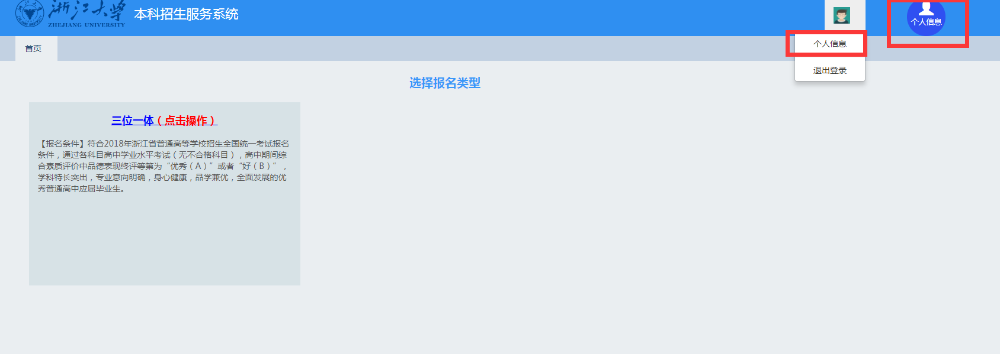 浙江大学
ZHEJIANG UNIVERSITY
本科招生服务系统
个人信息
首页
个人信息
退出登录
选择报名类型
三位一体（点击操作）
【报名条件】符合2018年浙江省普通高等学校招生全国统一考试报名
条件，通过各科目高中学业水平考试（无不合格科目），高中期间综
合素质评价中品德表现终评等第为“优秀（A）”或者“好（B）”，
学科特长突出，专业意向明确，身心健康，品学兼优，全面发展的优
秀普通高中应届毕业生。